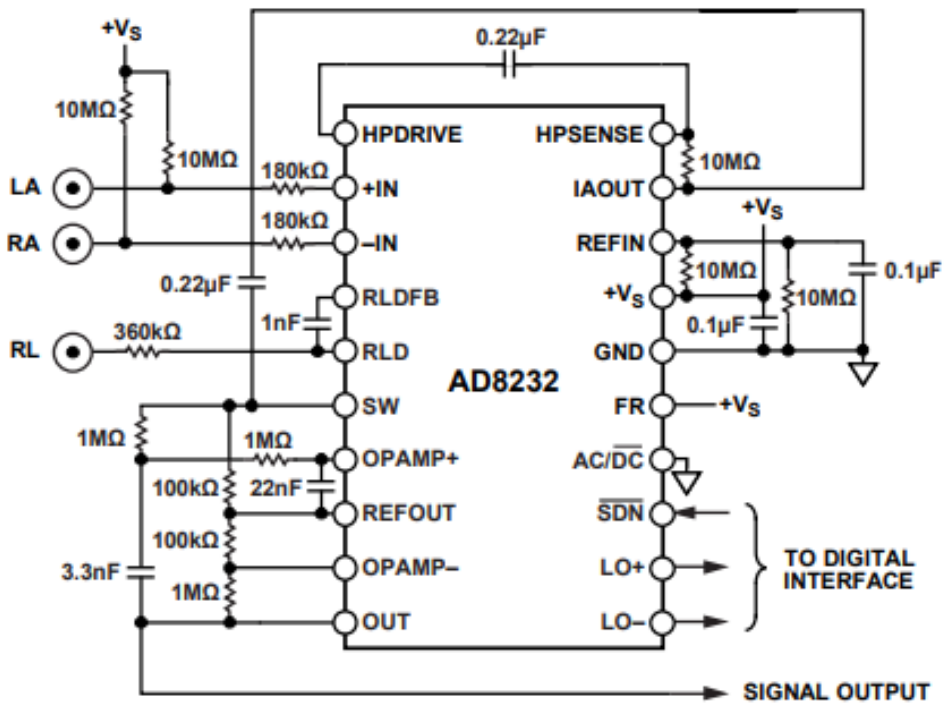 +VS
0.22µF
10MΩ
HPDRIVE
HPSENSE
10MΩ
180kΩ
10MΩ
LA
+IN
IAOUT
+VS
180kΩ
RA
–IN
REFIN
0.22µF
10MΩ
0.1µF
RLDFB
+VS
10MΩ
1nF
0.1µF
360kΩ
RL
RLD
GND
AD8232
SW
FR
+VS
1MΩ
1MΩ
OPAMP+
AC/DC
100kΩ
22nF
REFOUT
SDN
100kΩ
TO DIGITAL
INTERFACE
3.3nF
OPAMP–
LO+
1MΩ
OUT
LO–
SIGNAL OUTPUT